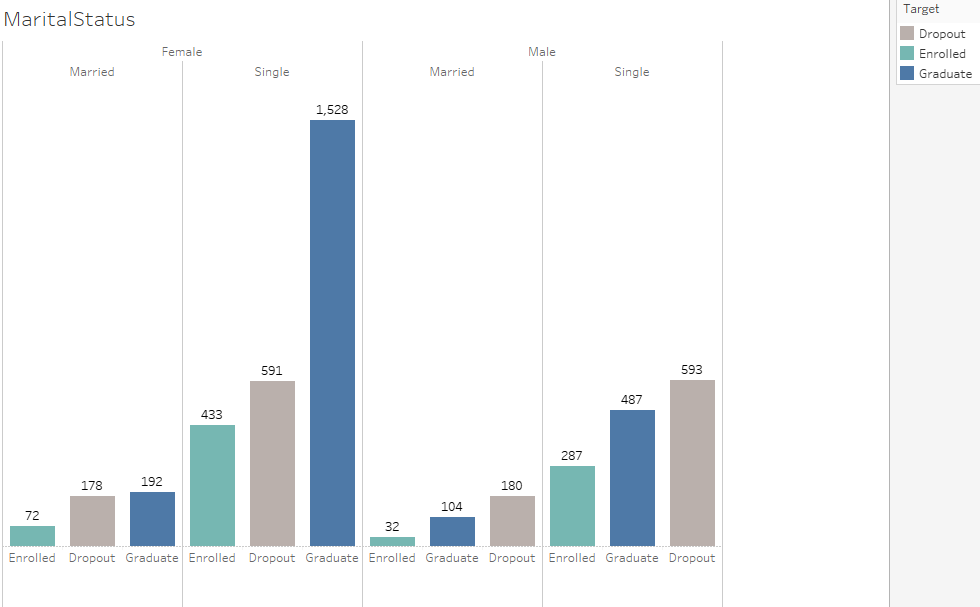 MaritalStatus
Female Male
Married Single Married Single
1,528
593
591
487
433
287
192
178
180
104
72
32
Enrolled Dropout Graduate Enrolled Dropout Graduate Enrolled Graduate Dropout Enrolled Graduate Dropout
Target
Dropout
Enrolled
Graduate